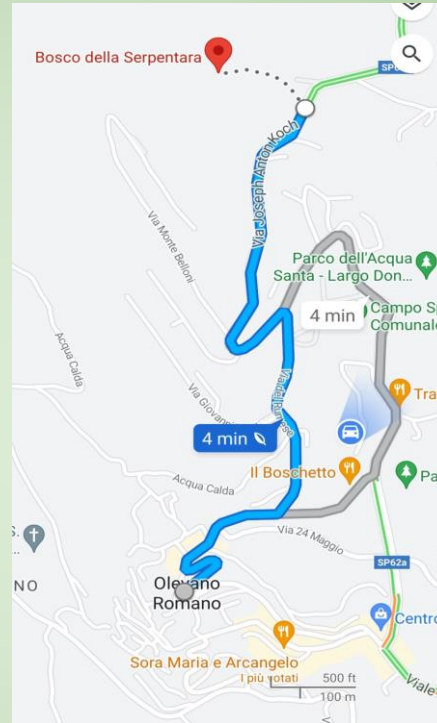 Bosco della Serpentara
Via Joseph Anton Koch
Via Monte Belloni
Parco dell'Acqua
Santa - Largo Don...
4 min
Campo Sp
Comunale
Acqua Calda
Via Giovann
Tra
4 min
Il Boschetto
Pa
Acqua Calda
Via 24 Maggio
SP62a
S.
NO
Olevano
Romano
Centro
Sora Maria e Arcangelo
I più votati
500 ft
100 m
Viale